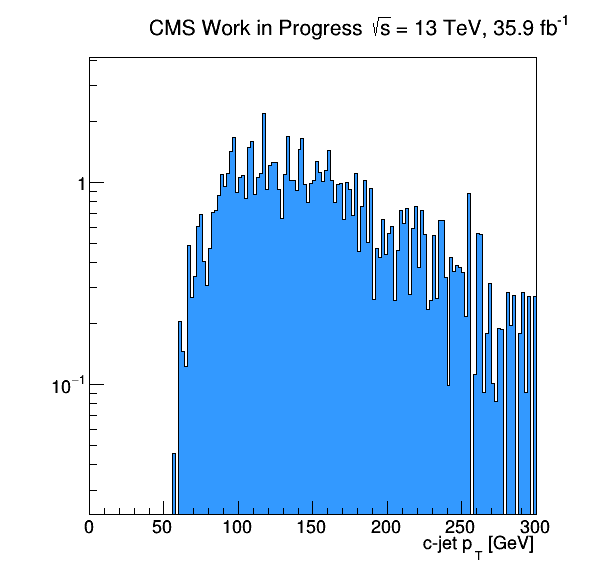 CMS Work in Progress √s = 13 TeV, 35.9 fb⁻¹
1
10⁻¹
0 50 100 150 200 250 300
c-jet p_T [GeV]